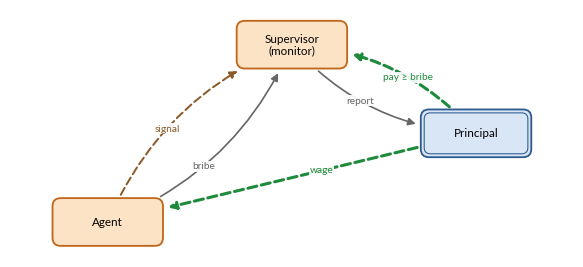 Supervisor
(monitor)
pay ≥ bribe
report
signal
Principal
bribe
wage
Agent